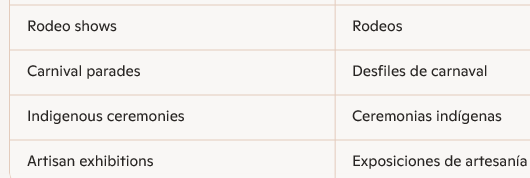 Rodeo shows
Rodeos
Carnival parades
Desfiles de carnaval
Indigenous ceremonies
Ceremonias indígenas
Artisan exhibitions
Exposiciones de artesanía